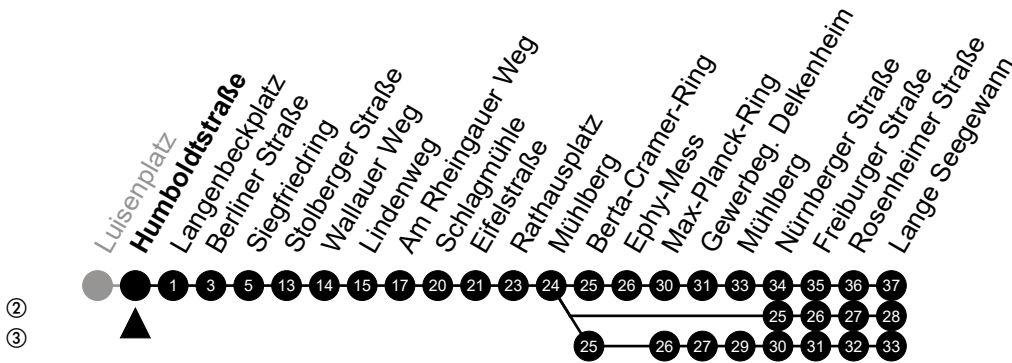 Luisenplatz
Humboldtstraße
Langenbeckplatz
Berliner Straße
Siegfriedring
Stolberger Straße
Wallauer Weg
Lindenweg
Am Rheingauer Weg
Schlagmühle
Eifelstraße
Rathausplatz
Mühlberg
Berta-Cramer-Ring
Ephy-Mess
Max-Planck-Ring
Gewerbeg. Delkenheim
Mühlberg
Nürnberger Straße
Freiburger Straße
Rosenheimer Straße
Lange Seegewann
1 3 5 13 14 15 17 20 21 23 24 25 26 30 31 33 34 35 36 37
② 25 26 27 28
③ 25 26 27 29 30 31 32 33